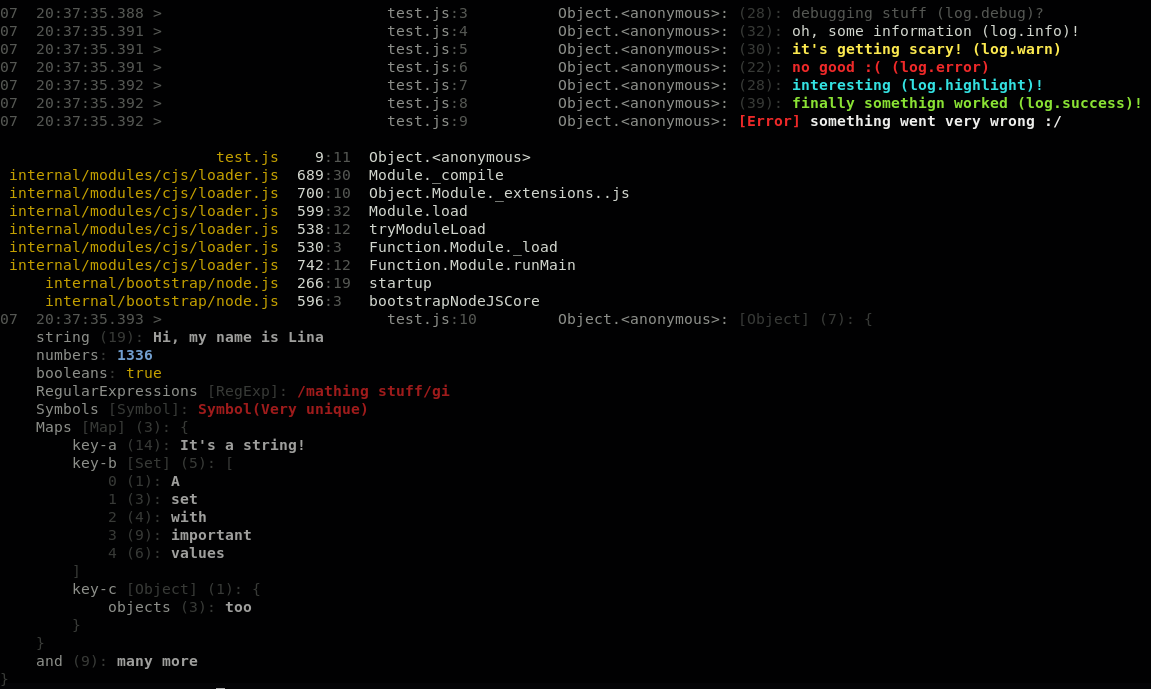 07  20:37:35.388 >                         test.js:3          Object.<anonymous>: (28): debugging stuff (log.debug)?
07  20:37:35.391 >                         test.js:4          Object.<anonymous>: (32): oh, some information (log.info)!
07  20:37:35.391 >                         test.js:5          Object.<anonymous>: (30): it's getting scary! (log.warn)
07  20:37:35.391 >                         test.js:6          Object.<anonymous>: (22): no good :( (log.error)
07  20:37:35.392 >                         test.js:7          Object.<anonymous>: (28): interesting (log.highlight)!
07  20:37:35.392 >                         test.js:8          Object.<anonymous>: (39): finally somethign worked (log.success)!
07  20:37:35.392 >                         test.js:9          Object.<anonymous>: [Error] something went very wrong :/
                        test.js    9:11  Object.<anonymous>
 internal/modules/cjs/loader.js  689:30  Module._compile
 internal/modules/cjs/loader.js  700:10  Object.Module._extensions..js
 internal/modules/cjs/loader.js  599:32  Module.load
 internal/modules/cjs/loader.js  538:12  tryModuleLoad
 internal/modules/cjs/loader.js  530:3   Function.Module._load
 internal/modules/cjs/loader.js  742:12  Function.Module.runMain
     internal/bootstrap/node.js  266:19  startup
     internal/bootstrap/node.js  596:3   bootstrapNodeJSCore
07  20:37:35.393 >                         test.js:10         Object.<anonymous>: [Object] (7): {
    string (19): Hi, my name is Lina
    numbers: 1336
    booleans: true
    RegularExpressions [RegExp]: /mathing stuff/gi
    Symbols [Symbol]: Symbol(Very unique)
    Maps [Map] (3): {
        key-a (14): It's a string!
        key-b [Set] (5): [
            0 (1): A
            1 (3): set
            2 (4): with
            3 (9): important
            4 (6): values
        ]
        key-c [Object] (1): {
            objects (3): too
        }
    }
    and (9): many more
}